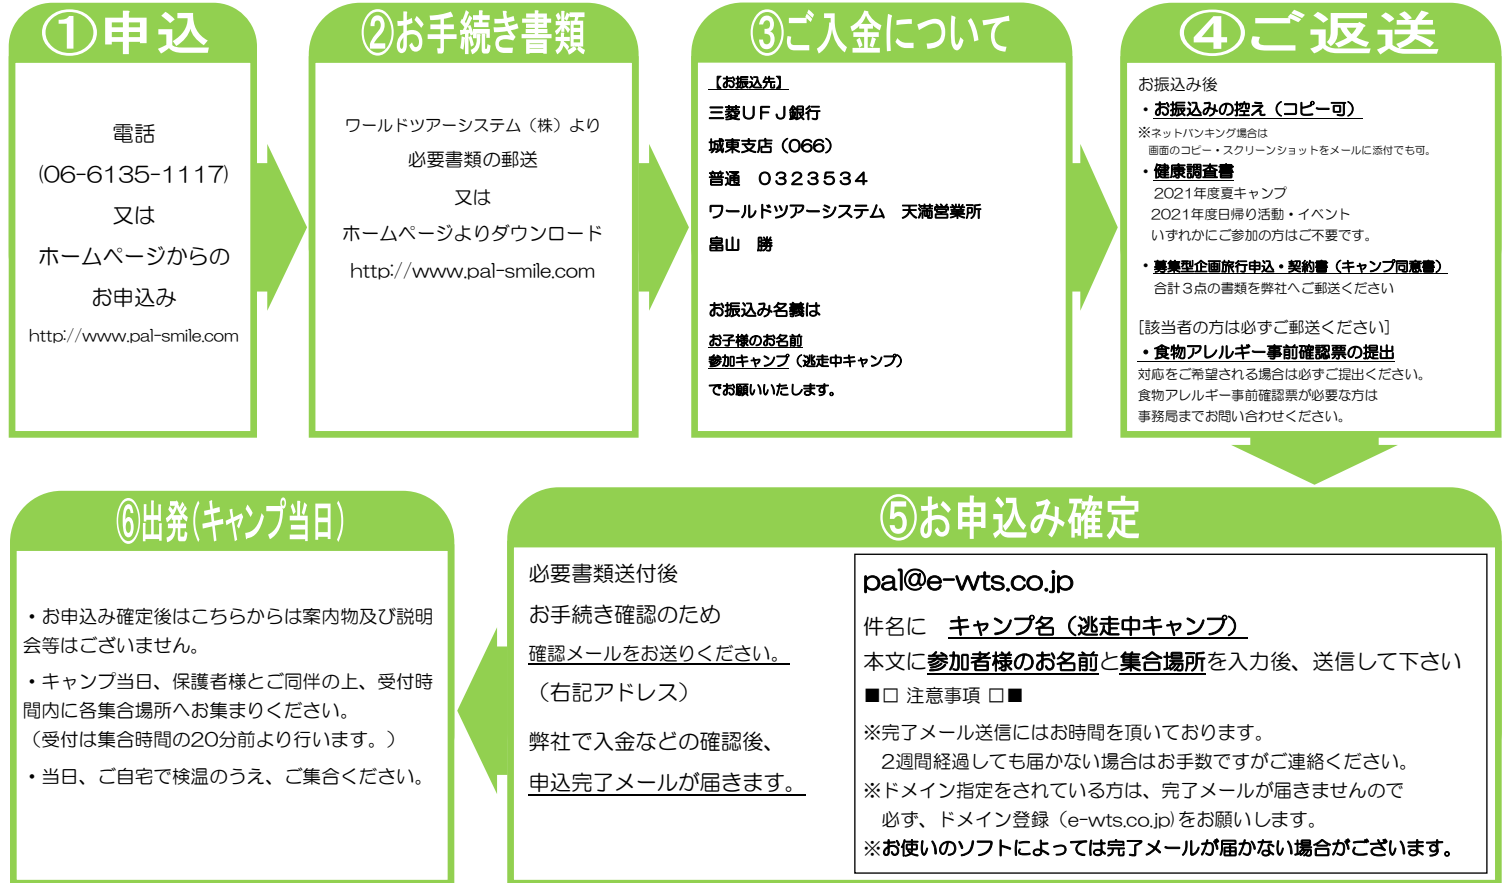 ①申込
電話
(06-6135-1117)
又は
ホームページからの
お申込み
http://www.pal-smile.com
②お手続き書類
ワールドツアーシステム（株）より
必要書類の郵送
又は
ホームページよりダウンロード
http://www.pal-smile.com
③ご入金について
【お振込先】
三菱ＵＦＪ銀行
城東支店（066）
普通　０３２３５３４
ワールドツアーシステム　天満営業所
畠山　勝
お振込み名義は
お子様のお名前
参加キャンプ（逃走中キャンプ）
でお願いいたします。
④ご返送
お振込み後
・お振込みの控え（コピー可）
※ネットバンキング場合は
画面のコピー・スクリーンショットをメールに添付でも可。
・健康調査書
2021年度夏キャンプ
2021年度日帰り活動・イベント
いずれかにご参加の方はご不要です。
・募集型企画旅行申込・契約書（キャンプ同意書）
合計３点の書類を弊社へご郵送ください
[該当者の方は必ずご郵送ください]
・食物アレルギー事前確認票の提出
対応をご希望される場合は必ずご提出ください。
食物アレルギー事前確認票が必要な方は
事務局までお問い合わせください。
⑤お申込み確定
必要書類送付後
お手続き確認のため
確認メールをお送りください。
（右記アドレス）
弊社で入金などの確認後、
申込完了メールが届きます。
pal@e-wts.co.jp
件名に　キャンプ名（逃走中キャンプ）
本文に参加者様のお名前と集合場所を入力後、送信して下さい
■□ 注意事項 □■
※完了メール送信にはお時間を頂いております。
2週間経過しても届かない場合はお手数ですがご連絡ください。
※ドメイン指定をされている方は、完了メールが届きませんので
必ず、ドメイン登録（e-wts.co.jp)をお願いします。
※お使いのソフトによっては完了メールが届かない場合がございます。
⑥出発(キャンプ当日)
・お申込み確定後はこちらからは案内物及び説明
会等はございません。
・キャンプ当日、保護者様とご同伴の上、受付時
間内に各集合場所へお集まりください。
（受付は集合時間の20分前より行います。）
・当日、ご自宅で検温のうえ、ご集合ください。